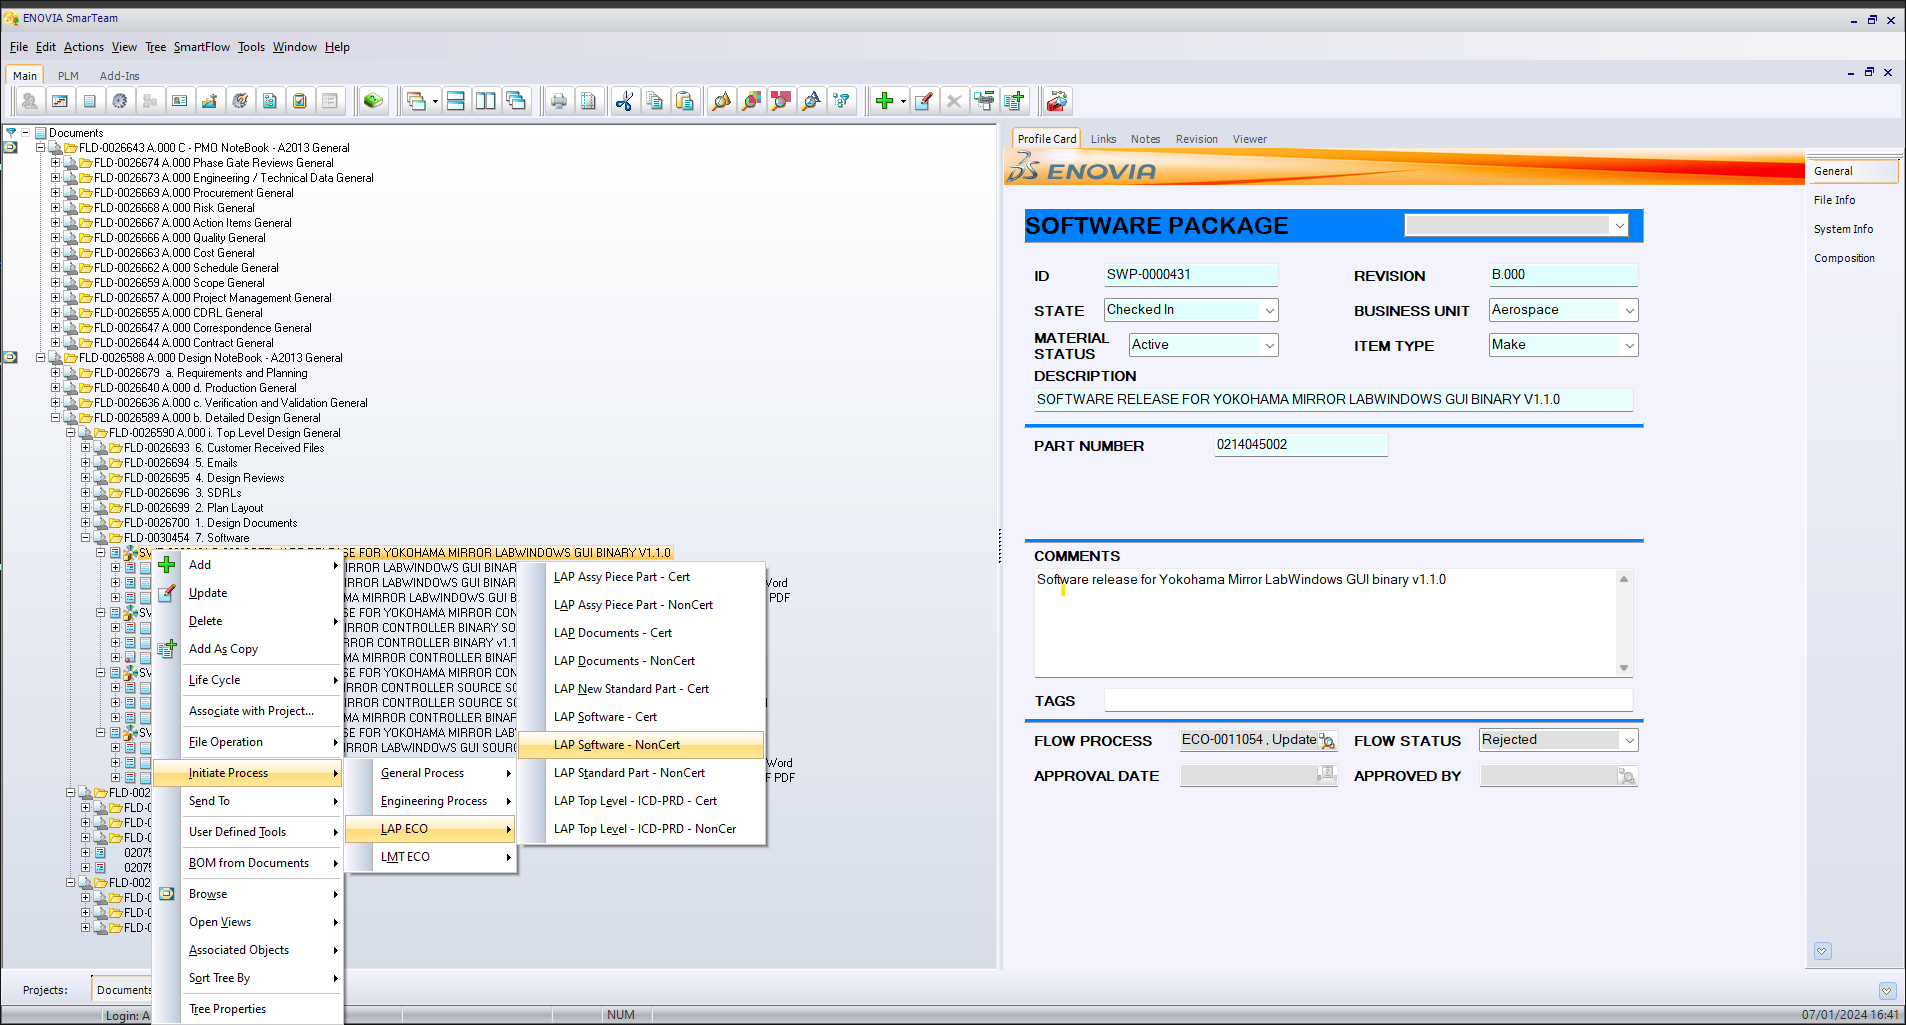 ENOVIA SmarTeam
File Edit Actions View Tree SmartFlow Tools Window Help
Main PLM Add-Ins
Documents
FLD-0026643 A.000 C - PMO NoteBook - A2013 General
FLD-0026674 A.000 Phase Gate Reviews General
FLD-0026673 A.000 Engineering / Technical Data General
FLD-0026669 A.000 Procurement General
FLD-0026668 A.000 Risk General
FLD-0026667 A.000 Action Items General
FLD-0026666 A.000 Quality General
FLD-0026663 A.000 Cost General
FLD-0026662 A.000 Schedule General
FLD-0026659 A.000 Scope General
FLD-0026657 A.000 Project Management General
FLD-0026655 A.000 CDRL General
FLD-0026647 A.000 Correspondence General
FLD-0026644 A.000 Contract General
FLD-0026588 A.000 Design NoteBook - A2013 General
FLD-0026679 a. Requirements and Planning
FLD-0026640 A.000 d. Production General
FLD-0026636 A.000 c. Verification and Validation General
FLD-0026589 A.000 b. Detailed Design General
FLD-0026590 A.000 i. Top Level Design General
FLD-0026693 6. Customer Received Files
FLD-0026694 5. Emails
FLD-0026695 4. Design Reviews
FLD-0026696 3. SDRLs
FLD-0026699 2. Plan Layout
FLD-0026700 1. Design Documents
FLD-0030454 7. Software
SE FOR YOKOHAMA MIRROR LABWINDOWS GUI BINARY V1.1.0
IRROR LABWINDOWS GUI BINAR
IRROR LABWINDOWS GUI BINAR Word
MA MIRROR LABWINDOWS GUI B PDF
SE FOR YOKOHAMA MIRROR CON
IRROR CONTROLLER BINARY SO
IRROR CONTROLLER BINARY v1.1
MA MIRROR CONTROLLER BINAF
SE FOR YOKOHAMA MIRROR CON
IRROR CONTROLLER SOURCE SO
IRROR CONTROLLER SOURCE
MA MIRROR CONTROLLER BINAF
SE FOR YOKOHAMA MIRROR LAB
IRROR LABWINDOWS GUI SOUR
Word
F PDF
FLD-002
FLD-0
FLD-0
FLD-0
0207
0207
FLD-002
FLD-0
FLD-0
FLD-0
Add
Update
Delete
Add As Copy
Life Cycle
Associate with Project...
File Operation
Initiate Process
Send To
User Defined Tools
BOM from Documents
Browse
Open Views
Associated Objects
Sort Tree By
Tree Properties
General Process
Engineering Process
LAP ECO
LMT ECO
LAP Assy Piece Part - Cert
LAP Assy Piece Part - NonCert
LAP Documents - Cert
LAP Documents - NonCert
LAP New Standard Part - Cert
LAP Software - Cert
LAP Software - NonCert
LAP Standard Part - NonCert
LAP Top Level - ICD-PRD - Cert
LAP Top Level - ICD-PRD - NonCer
Profile Card Links Notes Revision Viewer
ENOVIA
SOFTWARE PACKAGE
ID SWP-0000431 REVISION B.000
STATE Checked In BUSINESS UNIT Aerospace
MATERIAL STATUS Active ITEM TYPE Make
DESCRIPTION
SOFTWARE RELEASE FOR YOKOHAMA MIRROR LABWINDOWS GUI BINARY V1.1.0
PART NUMBER 0214045002
COMMENTS
Software release for Yokohama Mirror LabWindows GUI binary v1.1.0
TAGS
FLOW PROCESS ECO-0011054 , Update FLOW STATUS Rejected
APPROVAL DATE APPROVED BY
General
File Info
System Info
Composition
Projects: Documents
Login: A NUM 07/01/2024 16:41